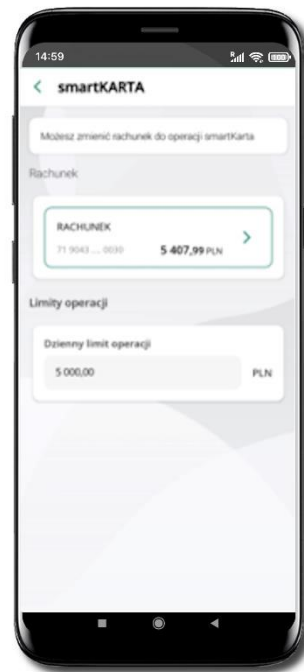 14:59
smartKARTA
Możesz zmienić rachunek do operacji smartKarta
Rachunek
RACHUNEK
71 9043 .... 0030 5 407,99 PLN
Limity operacji
Dzienny limit operacji
5 000,00 PLN